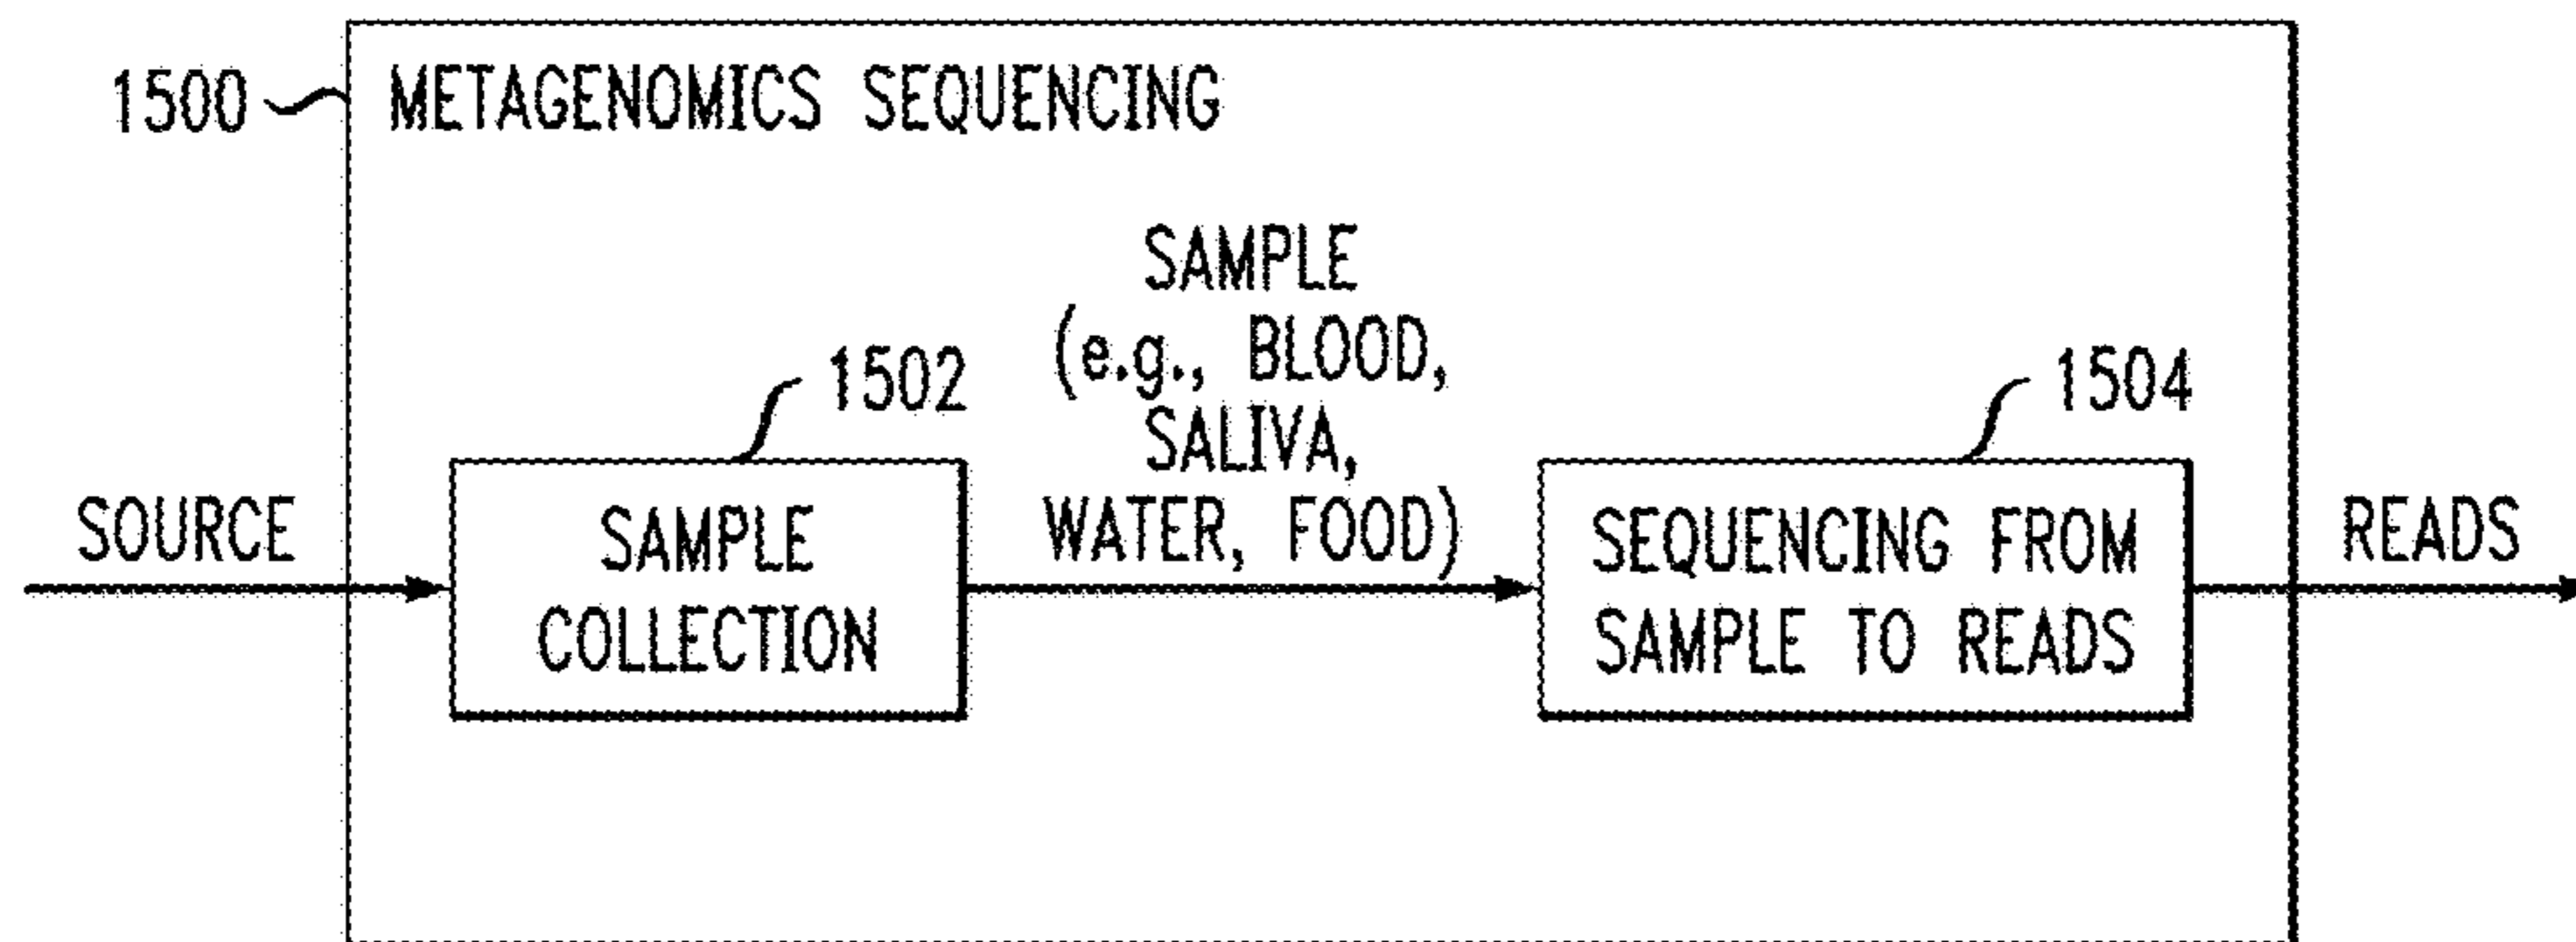 1500
METAGENOMICS SEQUENCING
SAMPLE
(e.g., BLOOD,
SALIVA,
WATER, FOOD)
1502
1504
SOURCE
SAMPLE
COLLECTION
SEQUENCING FROM
SAMPLE TO READS
READS